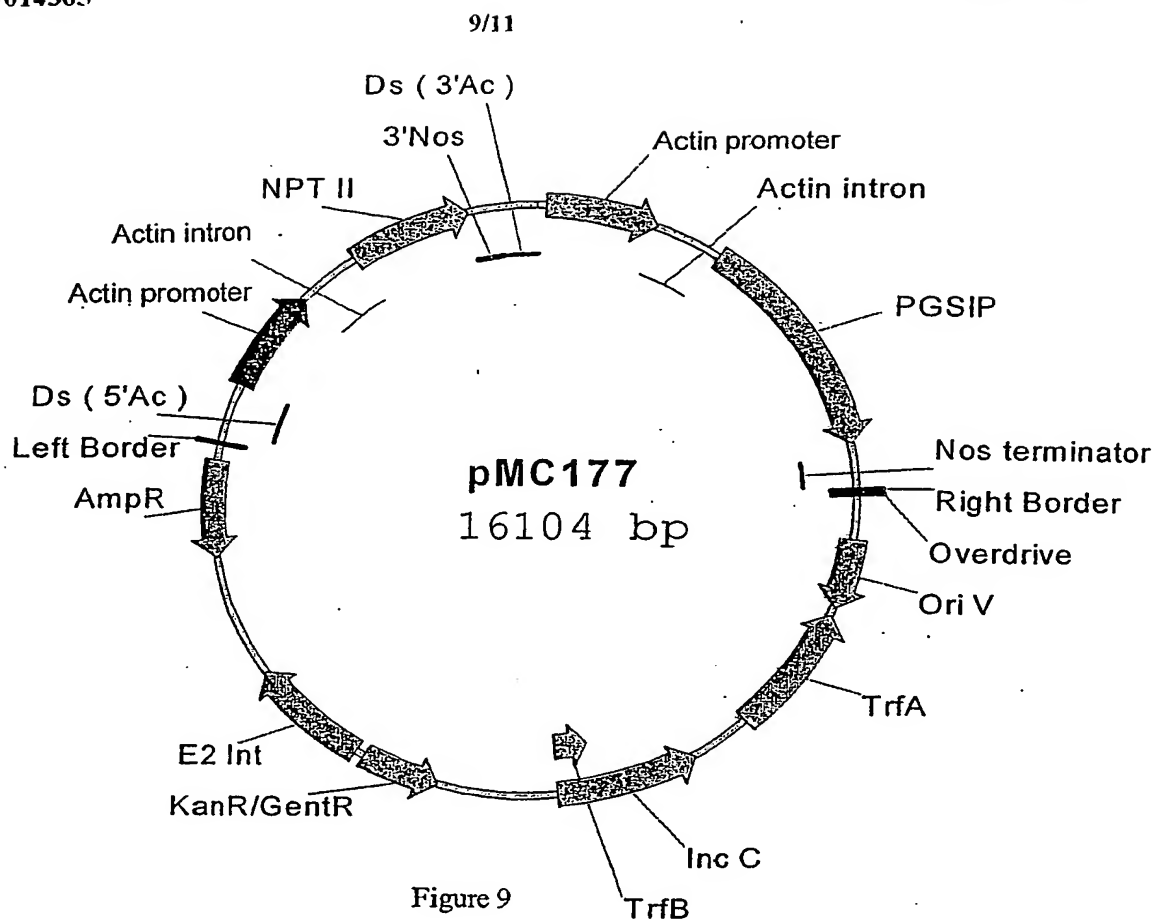 9/11
Ds ( 3'Ac )
3'Nos
Actin promoter
NPT II
Actin intron
Actin intron
Actin promoter
PGSIP
Ds ( 5'Ac )
Left Border
AmpR
pMC177
16104 bp
Nos terminator
Right Border
Overdrive
Ori V
TrfA
E2 Int
KanR/GentR
Inc C
TrfB
Figure 9